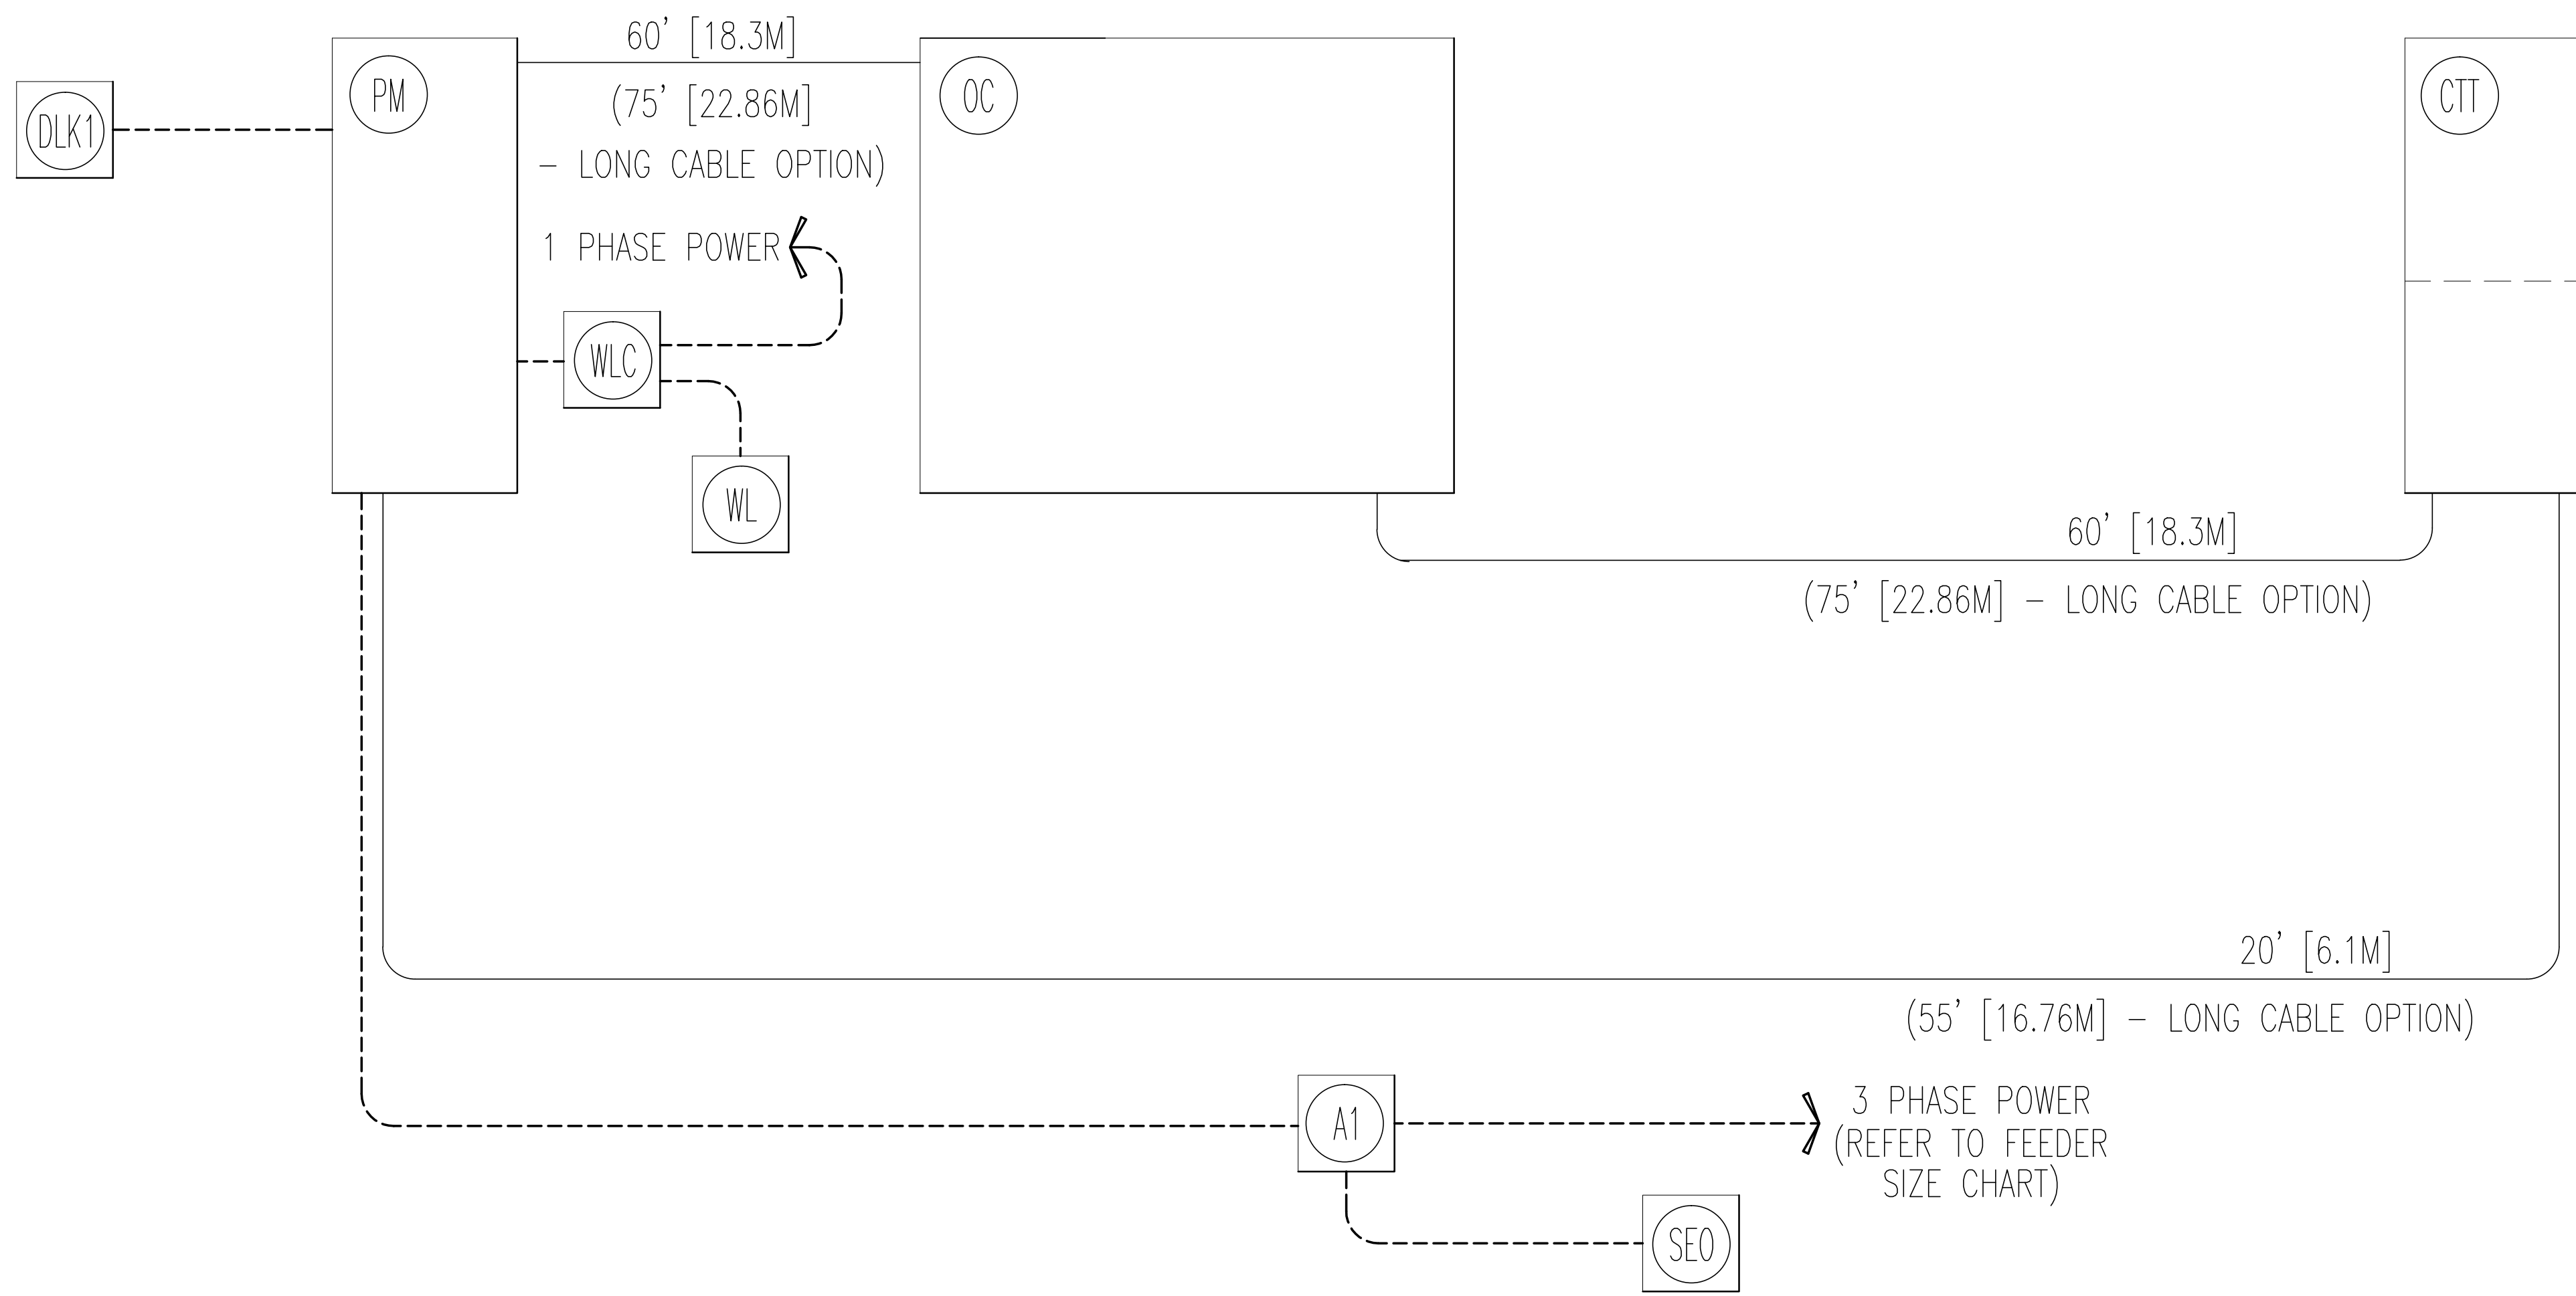 60' [18.3M]
PM
OC
CTT
DLK1
(75' [22.86M]
- LONG CABLE OPTION)
1 PHASE POWER
WLC
WL
60' [18.3M]
(75' [22.86M] - LONG CABLE OPTION)
20' [6.1M]
(55' [16.76M] - LONG CABLE OPTION)
A1
3 PHASE POWER
(REFER TO FEEDER
SIZE CHART)
SEO